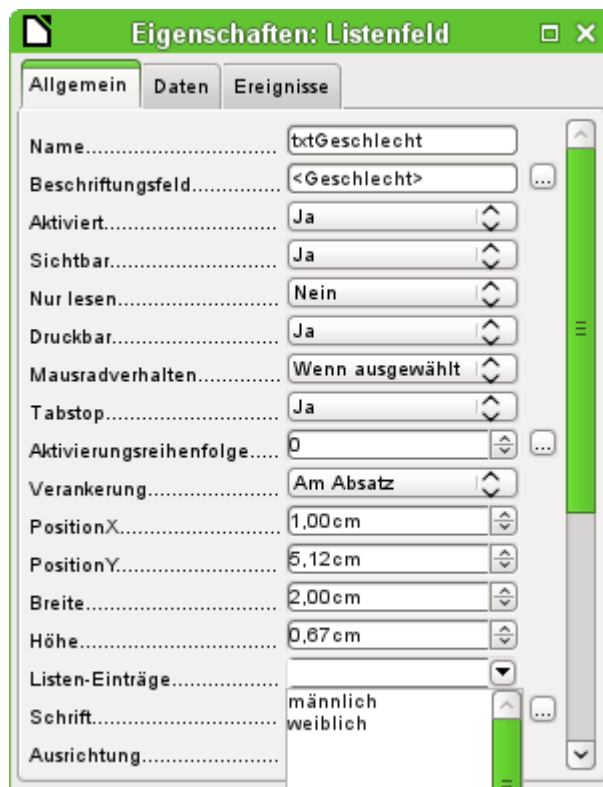 Eigenschaften: Listenfeld
Allgemein Daten Ereignisse
Name............................. txtGeschlecht
Beschriftungsfeld............. <Geschlecht> ...
Aktiviert.......................... Ja
Sichtbar......................... Ja
Nur lesen........................ Nein
Druckbar......................... Ja
Mausradverhalten............. Wenn ausgewählt
Tabstop.......................... Ja
Aktivierungsreihenfolge..... 0 ...
Verankerung.................... Am Absatz
PositionX........................ 1,00cm
PositionY........................ 5,12cm
Breite............................. 2,00cm
Höhe.............................. 0,67cm
Listen-Einträge................
männlich
Schrift............................ ...
weiblich
Ausrichtung.....................